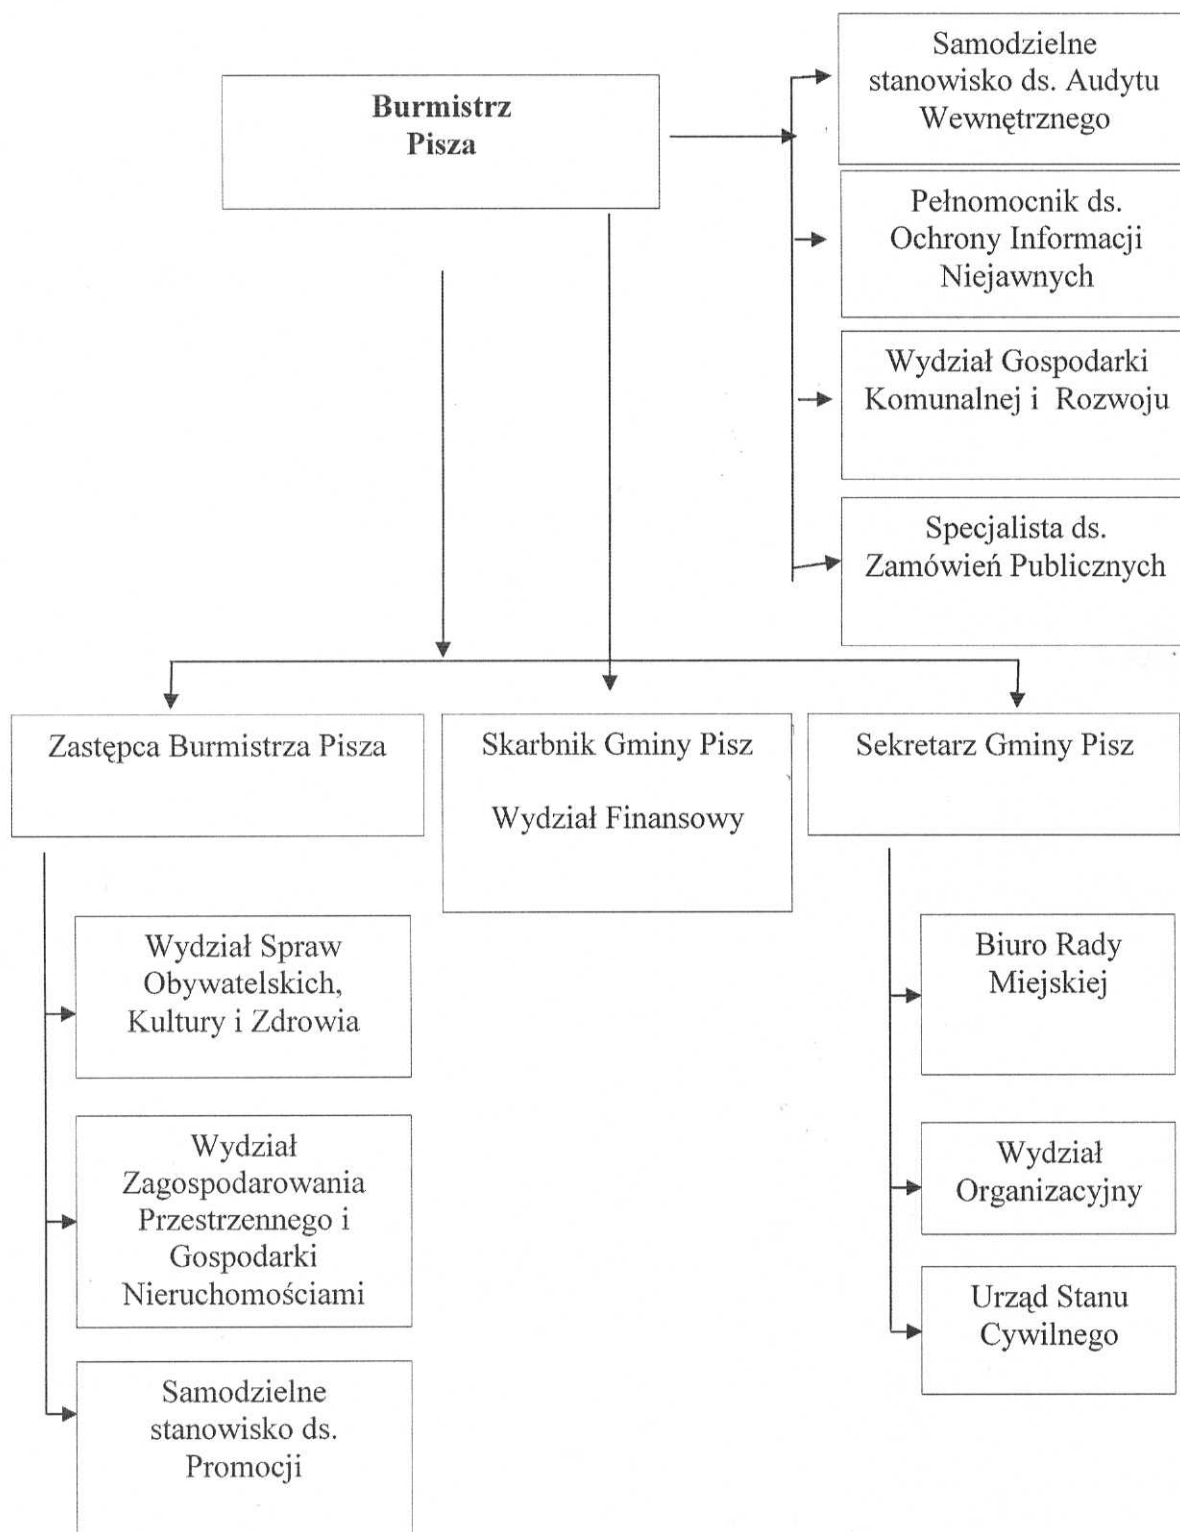 Burmistrz
Pisza
Samodzielne
stanowisko ds. Audytu
Wewnętrznego
Pełnomocnik ds.
Ochrony Informacji
Niejawnych
Wydział Gospodarki
Komunalnej i Rozwoju
Specjalista ds.
Zamówień Publicznych
Zastępca Burmistrza Pisza
Skarbnik Gminy Pisz
Wydział Finansowy
Sekretarz Gminy Pisz
Wydział Spraw
Obywatelskich,
Kultury i Zdrowia
Wydział
Zagospodarowania
Przestrzennego i
Gospodarki
Nieruchomościami
Samodzielne
stanowisko ds.
Promocji
Biuro Rady
Miejskiej
Wydział
Organizacyjny
Urząd Stanu
Cywilnego